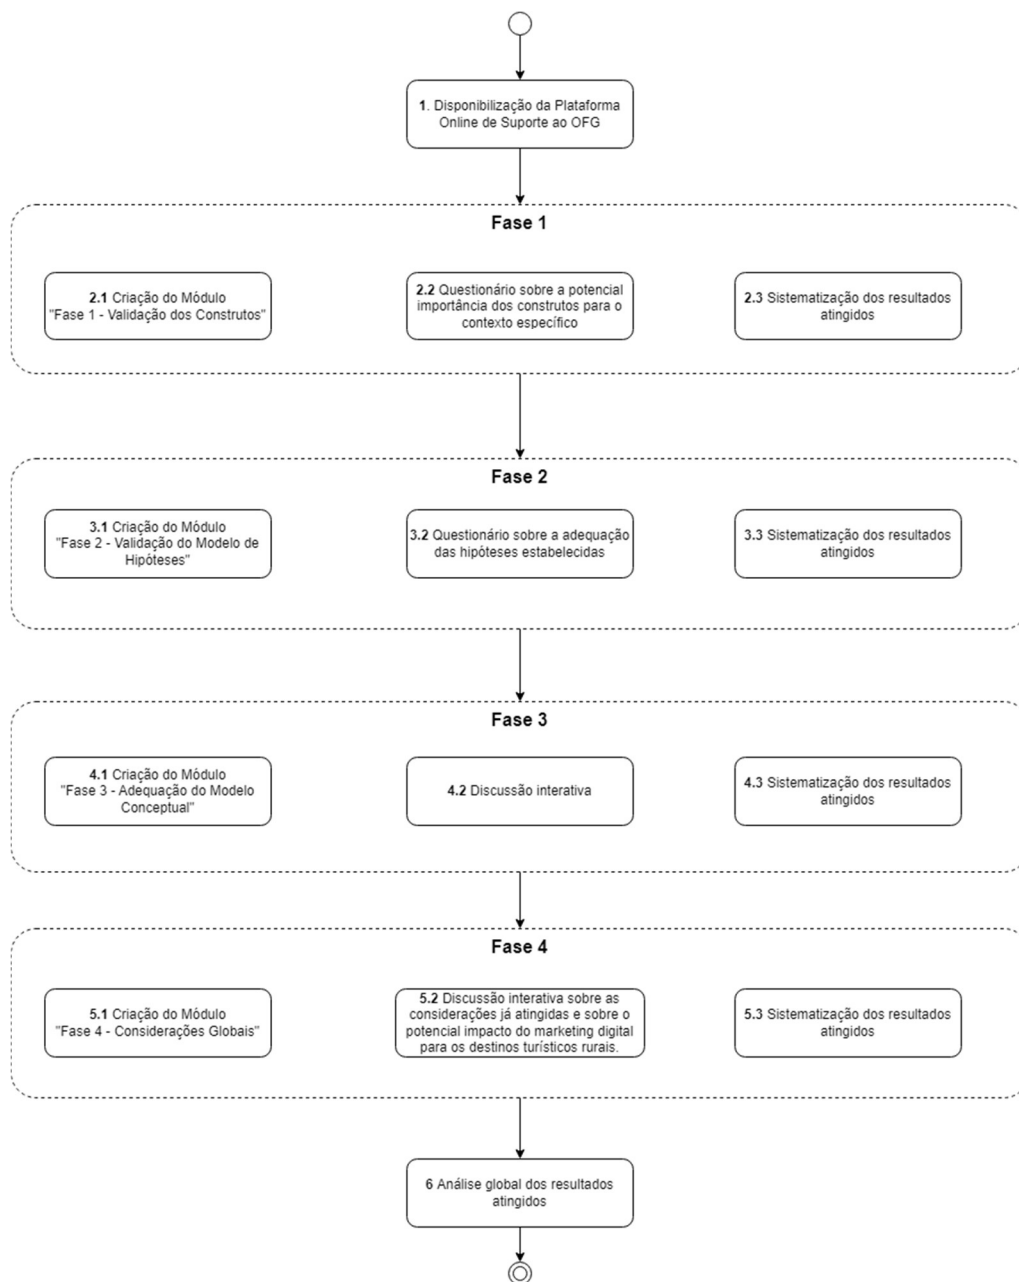 1. Disponibilização da Plataforma
Online de Suporte ao OFG
Fase 1
2.1 Criação do Módulo
"Fase 1 - Validação dos Construtos"
2.2 Questionário sobre a potencial
importância dos construtos para o
contexto específico
2.3 Sistematização dos resultados
atingidos
Fase 2
3.1 Criação do Módulo
"Fase 2 - Validação do Modelo de
Hipóteses"
3.2 Questionário sobre a adequação
das hipóteses estabelecidas
3.3 Sistematização dos resultados
atingidos
Fase 3
4.1 Criação do Módulo
"Fase 3 - Adequação do Modelo
Conceptual"
4.2 Discussão interativa
4.3 Sistematização dos resultados
atingidos
Fase 4
5.1 Criação do Módulo
"Fase 4 - Considerações Globais"
5.2 Discussão interativa sobre as
considerações já atingidas e sobre o
potencial impacto do marketing digital
para os destinos turísticos rurais.
5.3 Sistematização dos resultados
atingidos
6 Análise global dos resultados
atingidos